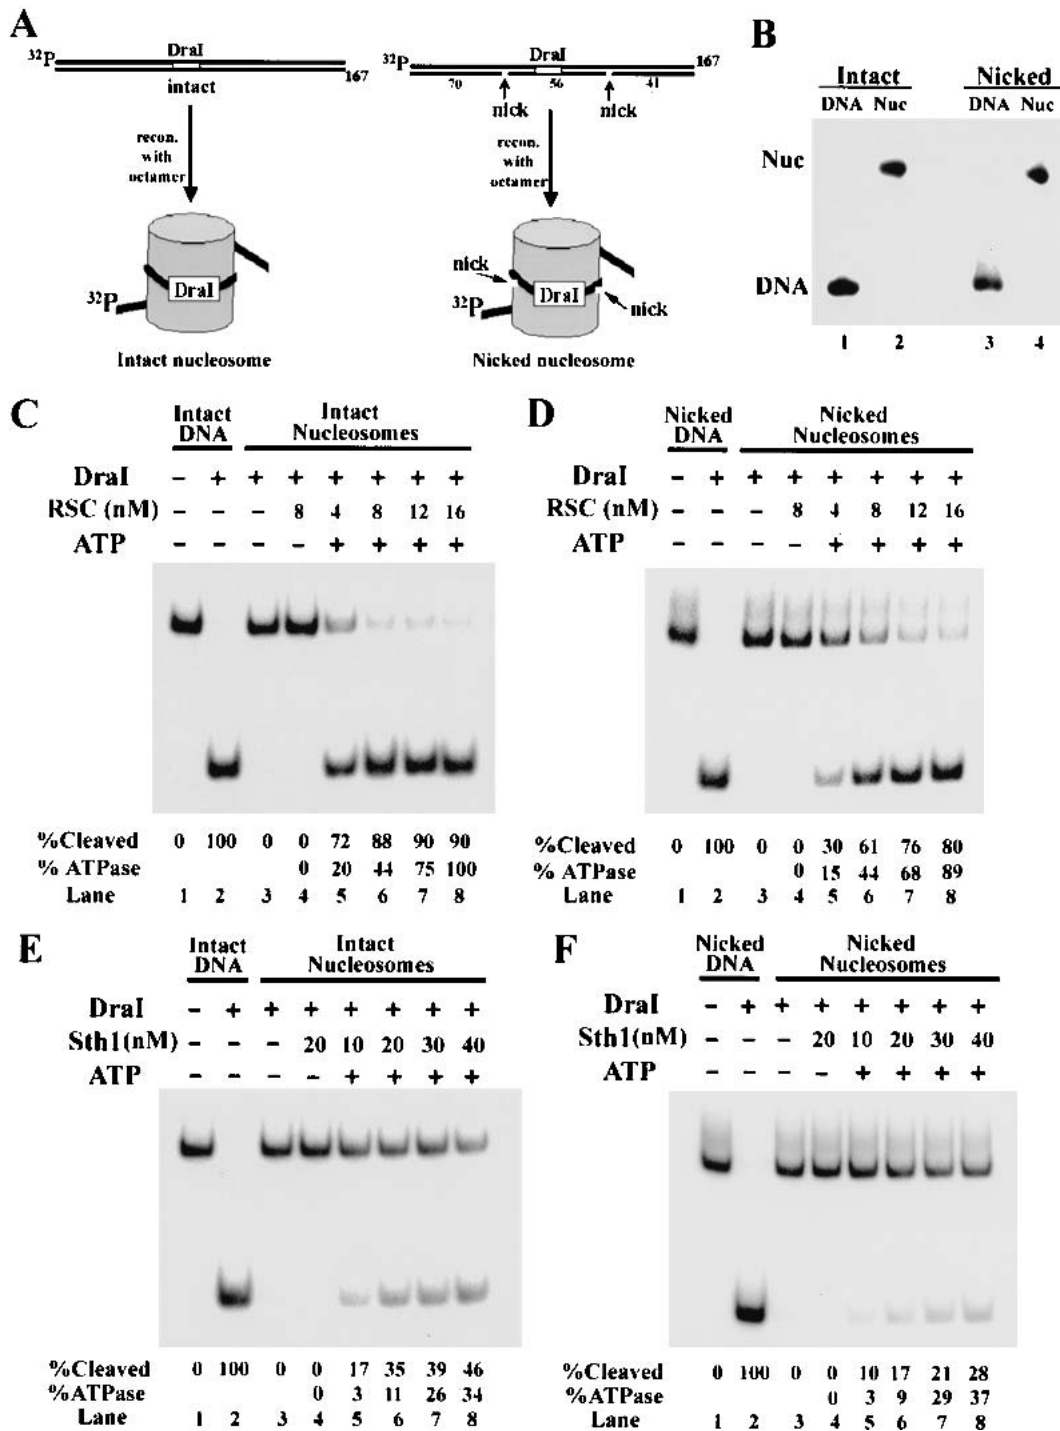 A
32P
DraI
intact
167
recon.
with
octamer
32P
DraI
Intact nucleosome
32P
DraI
167
70
56
41
nick
nick
recon.
with
octamer
nick
32P
DraI
nick
Nicked nucleosome
B
Intact Nicked
DNA Nuc DNA Nuc
Nuc
DNA
1 2 3 4
C
Intact
DNA
Intact
Nucleosomes
DraI - + + + + + + +
RSC (nM) - - - 8 4 8 12 16
ATP - - - - + + + +
%Cleaved 0 100 0 0 72 88 90 90
% ATPase 0 20 44 75 100
Lane 1 2 3 4 5 6 7 8
D
Nicked
DNA
Nicked
Nucleosomes
DraI - + + + + + + +
RSC (nM) - - - 8 4 8 12 16
ATP - - - - + + + +
%Cleaved 0 100 0 0 30 61 76 80
% ATPase 0 15 44 68 89
Lane 1 2 3 4 5 6 7 8
E
Intact
DNA
Intact
Nucleosomes
DraI - + + + + + + +
Sth1(nM) - - - 20 10 20 30 40
ATP - - - - + + + +
%Cleaved 0 100 0 0 17 35 39 46
%ATPase 0 3 11 26 34
Lane 1 2 3 4 5 6 7 8
F
Nicked
DNA
Nicked
Nucleosomes
DraI - + + + + + + +
Sth1(nM) - - - 20 10 20 30 40
ATP - - - - + + + +
%Cleaved 0 100 0 0 10 17 21 28
%ATPase 0 3 9 29 37
Lane 1 2 3 4 5 6 7 8